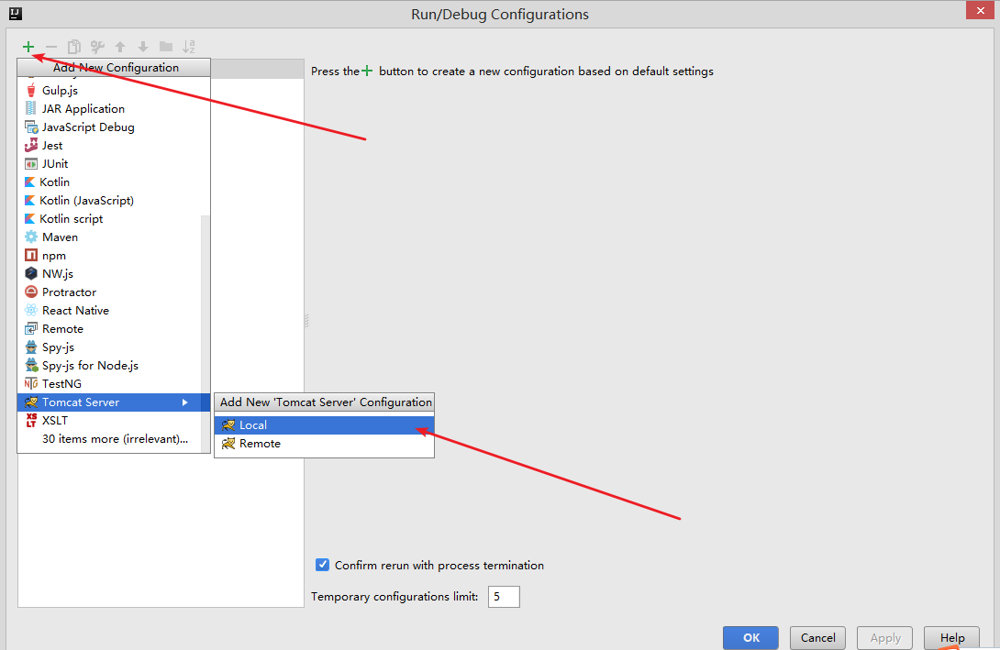 Run/Debug Configurations
Add New Configuration
Press the + button to create a new configuration based on default settings
Gulp.js
JAR Application
JavaScript Debug
Jest
JUnit
Kotlin
Kotlin (JavaScript)
Kotlin script
Maven
npm
NW.js
Protractor
React Native
Remote
Spy-js
Spy-js for Node.js
TestNG
Tomcat Server
XSLT
30 items more (irrelevant)...
Add New 'Tomcat Server' Configuration
Local
Remote
Confirm rerun with process termination
Temporary configurations limit: 5
OK
Cancel
Apply
Help